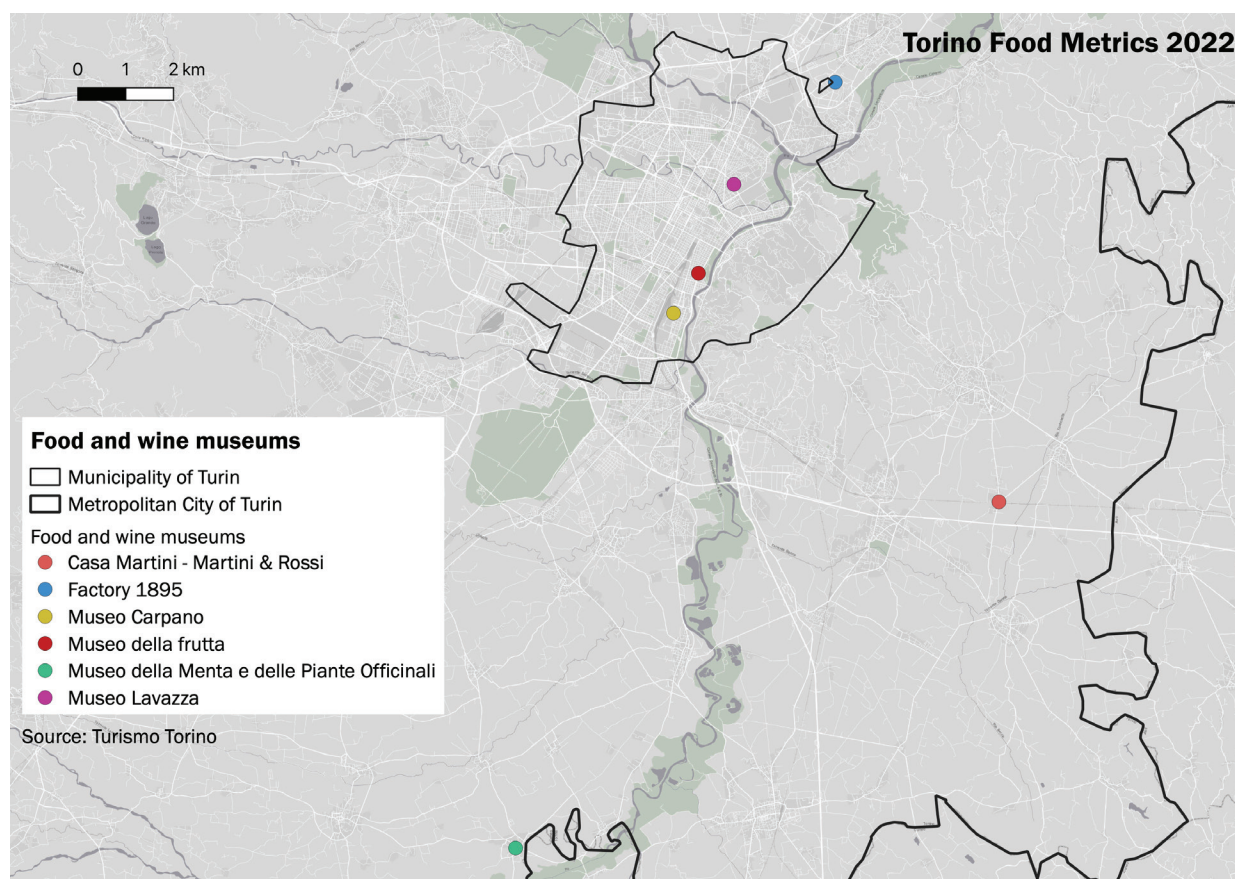 Torino Food Metrics 2022
0 1 2 km
Food and wine museums
Municipality of Turin
Metropolitan City of Turin
Food and wine museums
Casa Martini - Martini & Rossi
Factory 1895
Museo Carpano
Museo della frutta
Museo della Menta e delle Piante Officinali
Museo Lavazza
Source: Turismo Torino